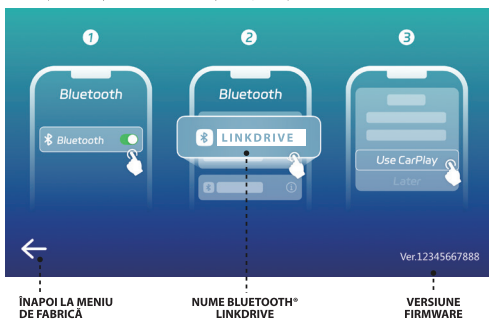 1
2
3
Bluetooth
Bluetooth
Bluetooth
LINKDRIVE
Use CarPlay
Later
Ver.12345667888
ÎNAPOI LA MENIU
DE FABRICĂ
NUME BLUETOOTH®
LINKDRIVE
VERSIUNE
FIRMWARE